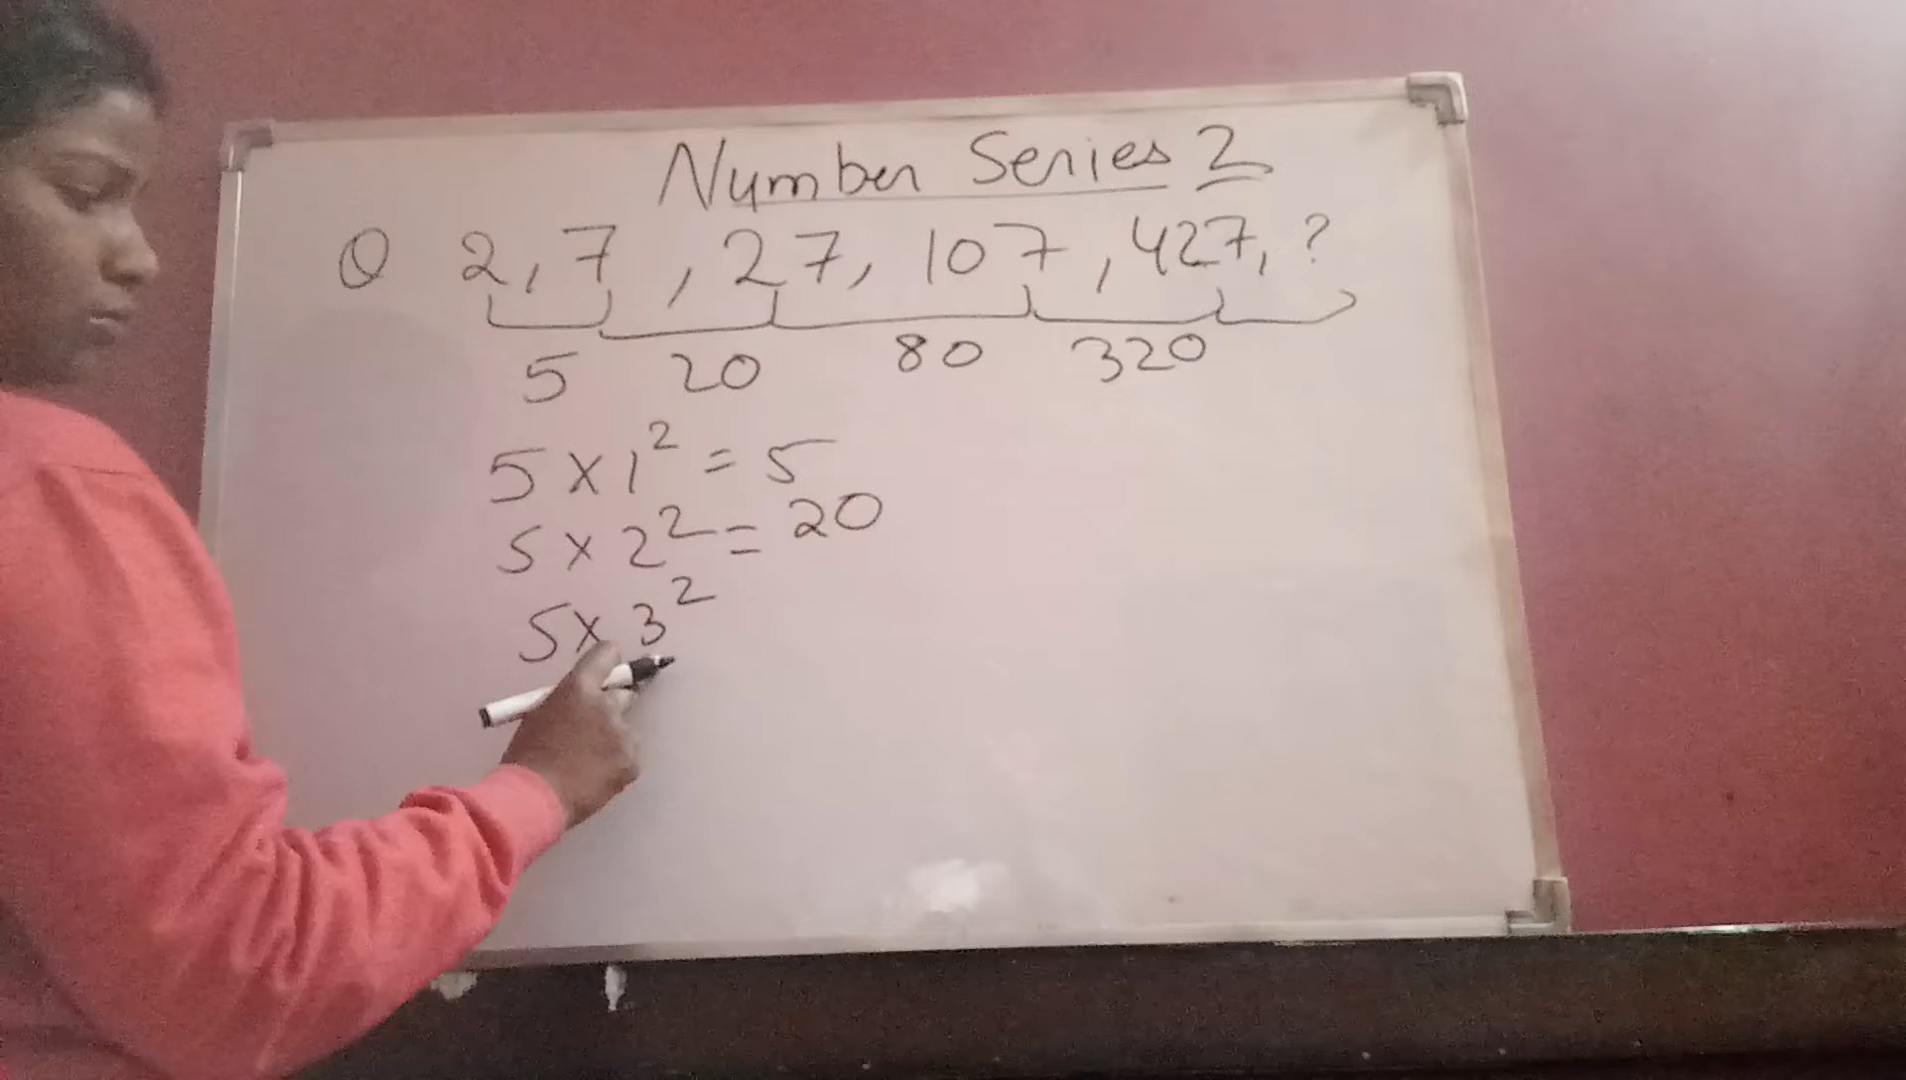 Number Series 2
Q 2, 7, 27, 107, 427, ?
5 20 80 320
5 × 1² = 5
5 × 2² = 20
5 × 3²